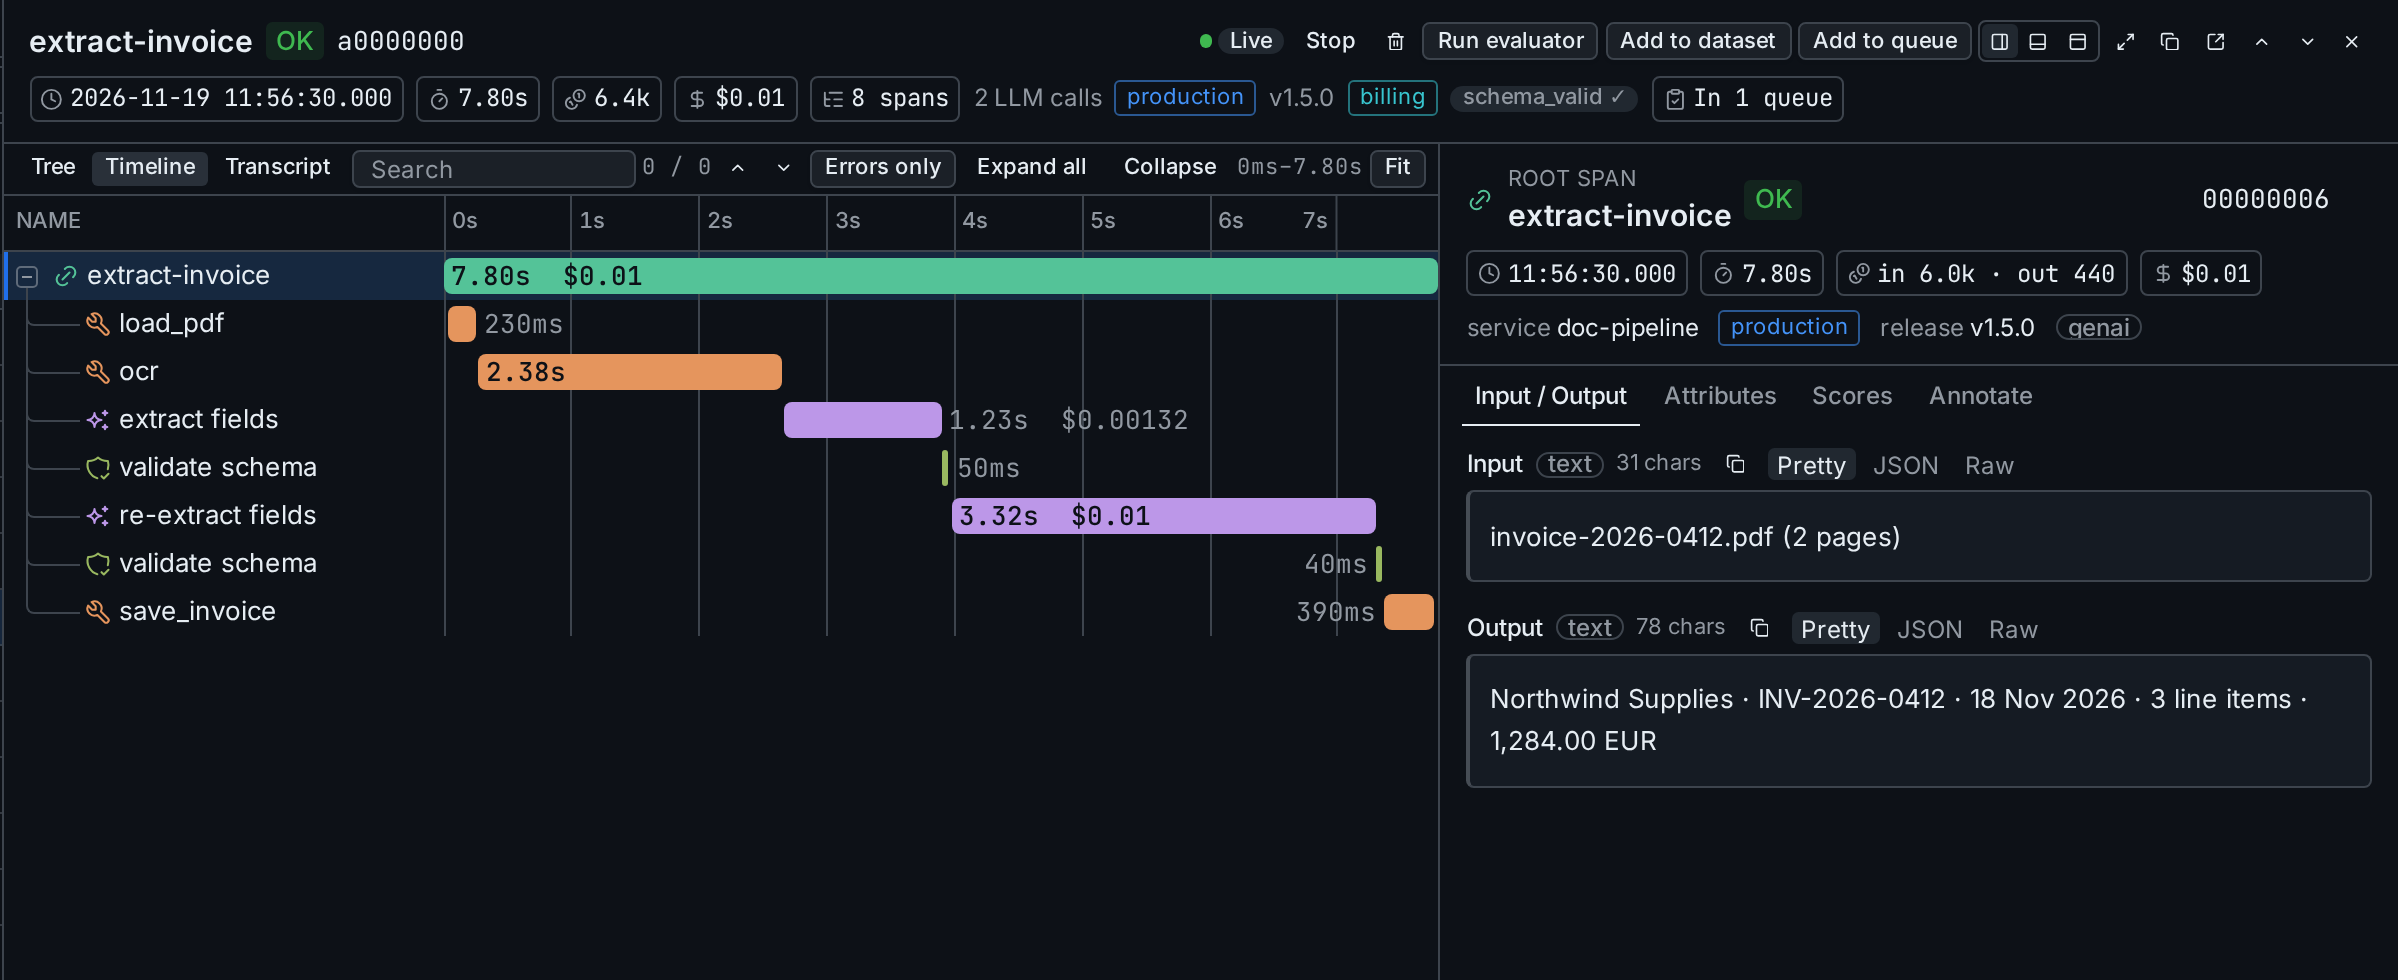 extract-invoice OK a0000000
Live Stop Run evaluator Add to dataset Add to queue
2026-11-19 11:56:30.000 7.80s 6.4k $0.01 8 spans 2 LLM calls production v1.5.0 billing schema_valid ✓ In 1 queue
Tree Timeline Transcript Search 0 / 0 Errors only Expand all Collapse 0ms–7.80s Fit
NAME 0s 1s 2s 3s 4s 5s 6s 7s
extract-invoice 7.80s $0.01
load_pdf 230ms
ocr 2.38s
extract fields 1.23s $0.00132
validate schema 50ms
re-extract fields 3.32s $0.01
validate schema 40ms
save_invoice 390ms
ROOT SPAN
extract-invoice OK 00000006
11:56:30.000 7.80s in 6.0k · out 440 $0.01
service doc-pipeline production release v1.5.0 genai
Input / Output Attributes Scores Annotate
Input text 31 chars Pretty JSON Raw
invoice-2026-0412.pdf (2 pages)
Output text 78 chars Pretty JSON Raw
Northwind Supplies · INV-2026-0412 · 18 Nov 2026 · 3 line items ·
1,284.00 EUR